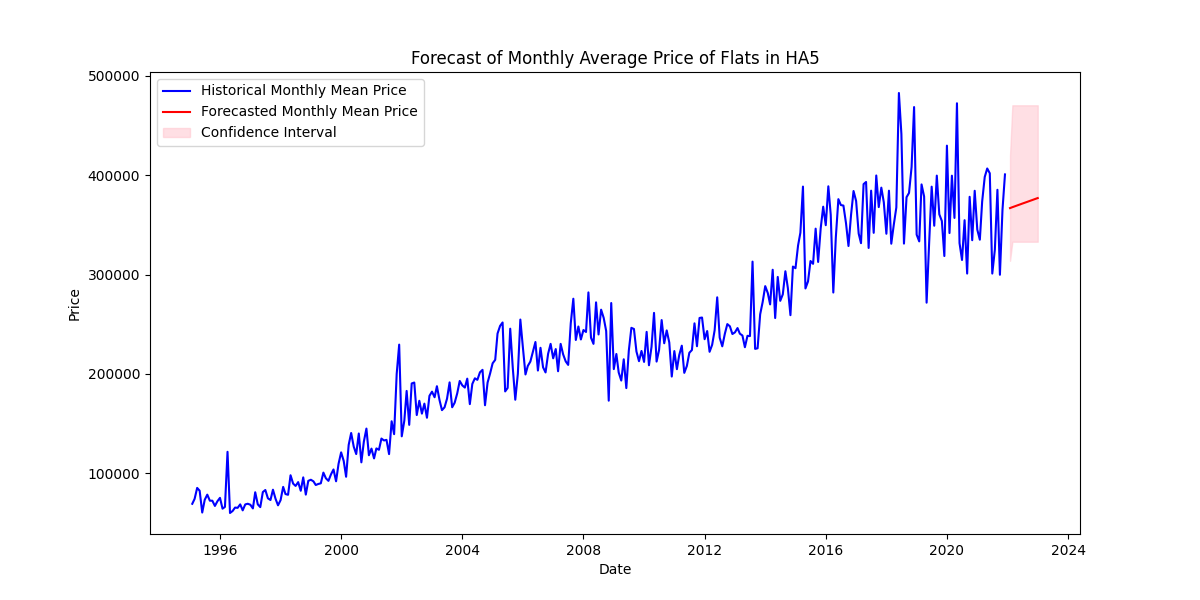 Forecast of Monthly Average Price of Flats in HA5
500000
400000
300000
200000
100000
Price
Historical Monthly Mean Price
Forecasted Monthly Mean Price
Confidence Interval
1996 2000 2004 2008 2012 2016 2020 2024
Date